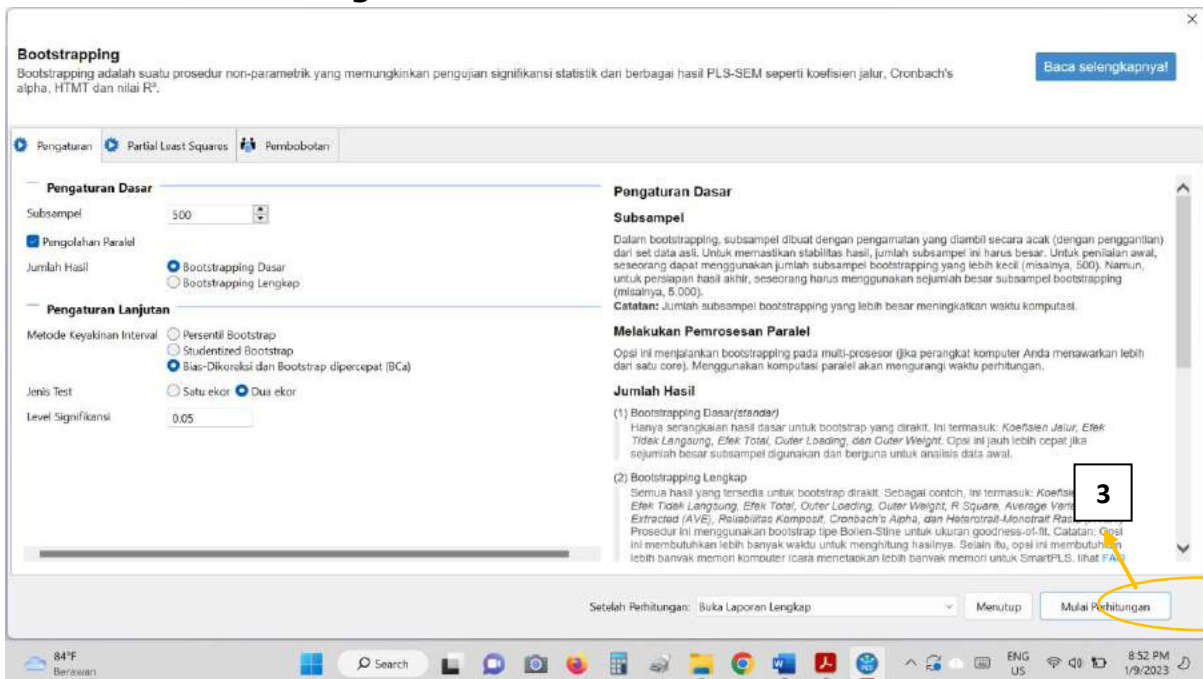 Bootstrapping
Bootstrapping adalah suatu prosedur non-parametrik yang memungkinkan pengujian signifikansi statistik dari berbagai hasil PLS-SEM seperti koefisien jalur, Cronbach's
alpha, HTMT dan nilai R².
Baca selengkapnya!
Pengaturan Partial Least Squares Pembobotan
Pengaturan Dasar
Subsampel 500
Pengolahan Paralel
Jumlah Hasil Bootstrapping Dasar
Bootstrapping Lengkap
Pengaturan Lanjutan
Metode Keyakinan Interval Persentil Bootstrap
Studentized Bootstrap
Bias-Dikoreksi dan Bootstrap dipercepat (BCa)
Jenis Test Satu ekor Dua ekor
Level Signifikansi 0.05
Pengaturan Dasar
Subsampel
Dalam bootstrapping, subsampel dibuat dengan pengamatan yang diambil secara acak (dengan penggantian)
dari set data asli. Untuk memastikan stabilitas hasil, jumlah subsampel ini harus besar. Untuk penilaian awal,
seseorang dapat menggunakan jumlah subsampel bootstrapping yang lebih kecil (misalnya, 500). Namun,
untuk persiapan hasil akhir, seseorang harus menggunakan sejumlah besar subsampel bootstrapping
(misalnya, 5.000).
Catatan: Jumlah subsampel bootstrapping yang lebih besar meningkatkan waktu komputasi.
Melakukan Pemrosesan Paralel
Opsi ini menjalankan bootstrapping pada multi-prosesor (jika perangkat komputer Anda menawarkan lebih
dari satu core). Menggunakan komputasi paralel akan mengurangi waktu perhitungan.
Jumlah Hasil
(1) Bootstrapping Dasar(standar)
Hanya serangkaian hasil dasar untuk bootstrap yang dirakit. Ini termasuk: Koefisien Jalur, Efek
Tidak Langsung, Efek Total, Outer Loading, dan Outer Weight. Opsi ini jauh lebih cepat jika
sejumlah besar subsampel digunakan dan berguna untuk analisis data awal.
(2) Bootstrapping Lengkap
Semua hasil yang tersedia untuk bootstrap dirakit. Sebagai contoh, ini termasuk:
Efek Tidak Langsung, Efek Total, Outer Loading, Outer Weight, R Square, Average
Extracted (AVE), Reliabilitas Komposit, Cronbach's Alpha, dan Heterotrait-Monotrait
Prosedur ini menggunakan bootstrap tipe Bollen-Stine untuk ukuran goodness-of-fit. Catatan: Opsi
ini membutuhkan lebih banyak waktu untuk menghitung hasilnya. Selain itu, opsi ini membutuhkan
lebih banyak memori komputer (cara menetapkan lebih banyak memori untuk SmartPLS, lihat FAQ
3
Setelah Perhitungan: Buka Laporan Lengkap Menutup Mulai Perhitungan
84°F
Berawan
Search
ENG
US
8:52 PM
1/9/2023